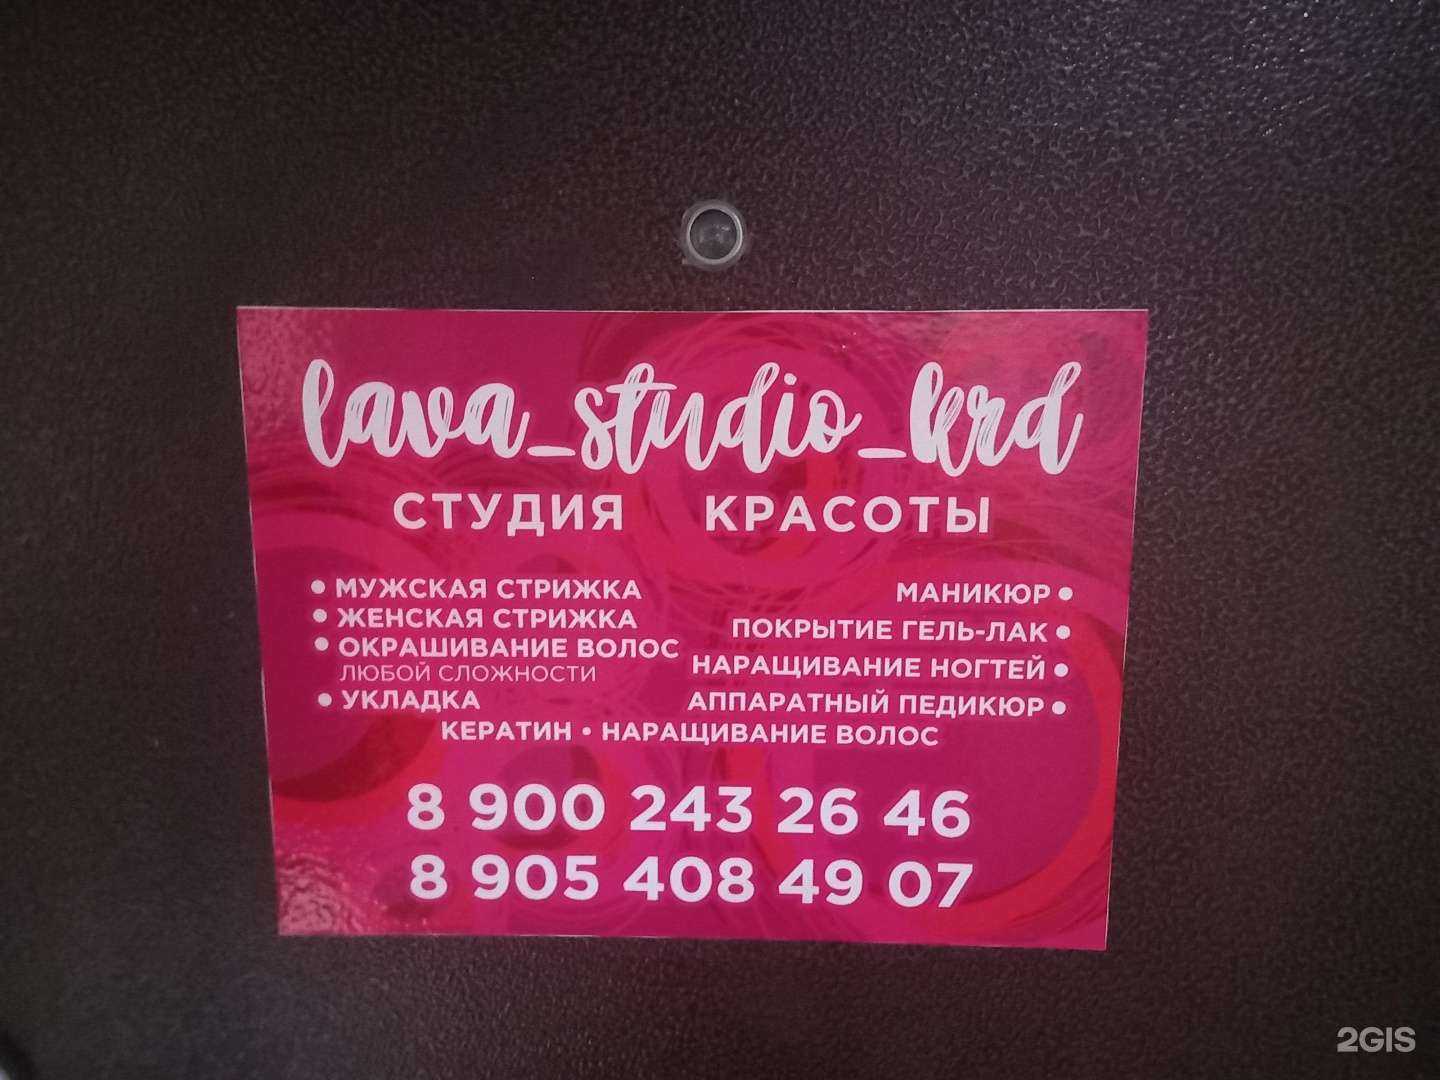 lava_studio_krd
СТУДИЯ КРАСОТЫ
• МУЖСКАЯ СТРИЖКА
• ЖЕНСКАЯ СТРИЖКА
• ОКРАШИВАНИЕ ВОЛОС
ЛЮБОЙ СЛОЖНОСТИ
• УКЛАДКА
МАНИКЮР •
ПОКРЫТИЕ ГЕЛЬ-ЛАК •
НАРАЩИВАНИЕ НОГТЕЙ •
АППАРАТНЫЙ ПЕДИКЮР •
КЕРАТИН • НАРАЩИВАНИЕ ВОЛОС
8 900 243 26 46
8 905 408 49 07
2GIS